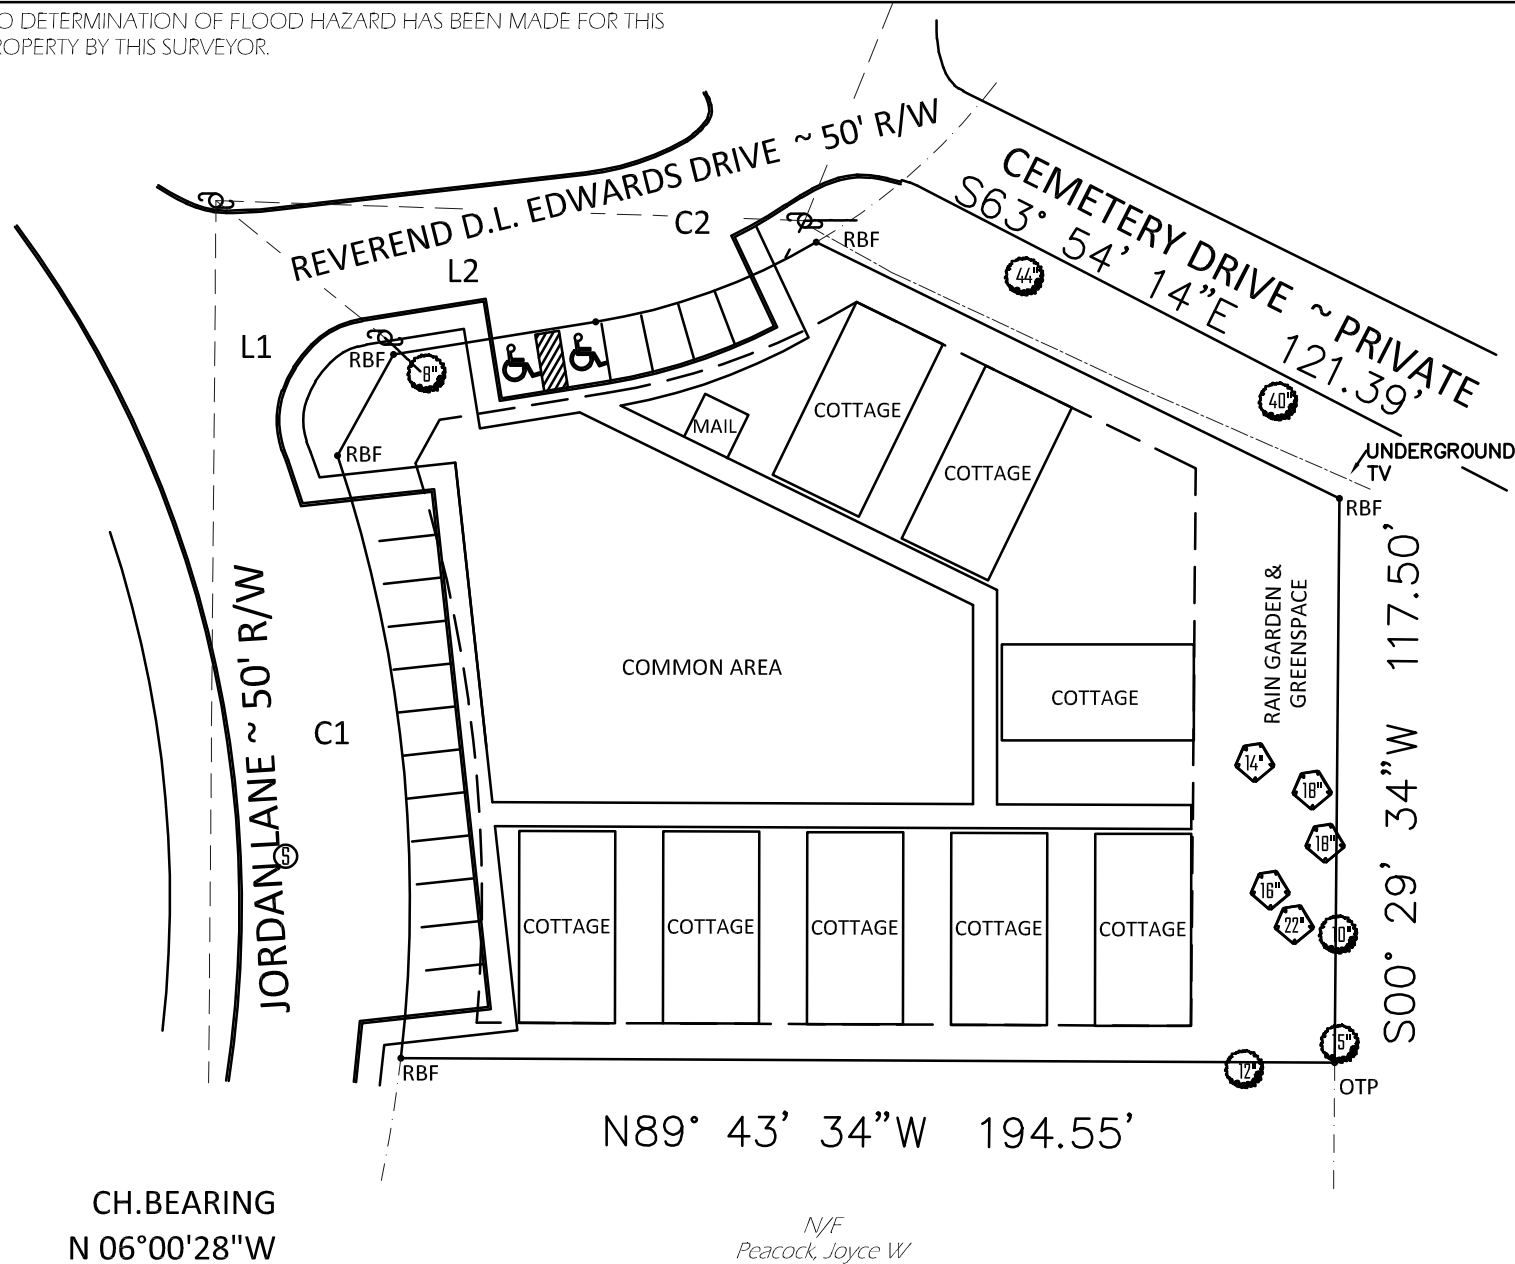 O DETERMINATION OF FLOOD HAZARD HAS BEEN MADE FOR THIS
ROPERTY BY THIS SURVEYOR.
REVEREND D.L. EDWARDS DRIVE ~ 50' R/W
CEMETERY DRIVE ~ PRIVATE
S63° 54' 14"E 121.39'
C2
L2
L1
RBF
44"
RBF
8"
40"
UNDERGROUND
TV
RBF
RBF
MAIL
COTTAGE
COTTAGE
COTTAGE
COMMON AREA
RAIN GARDEN &
GREENSPACE
S00° 29' 34"W 117.50'
JORDAN LANE ~ 50' R/W
C1
S
14"
18"
18"
16"
22"
10"
COTTAGE
COTTAGE
COTTAGE
COTTAGE
COTTAGE
15"
12"
RBF
OTP
N89° 43' 34"W 194.55'
CH.BEARING
N 06°00'28"W
N/F
Peacock, Joyce W